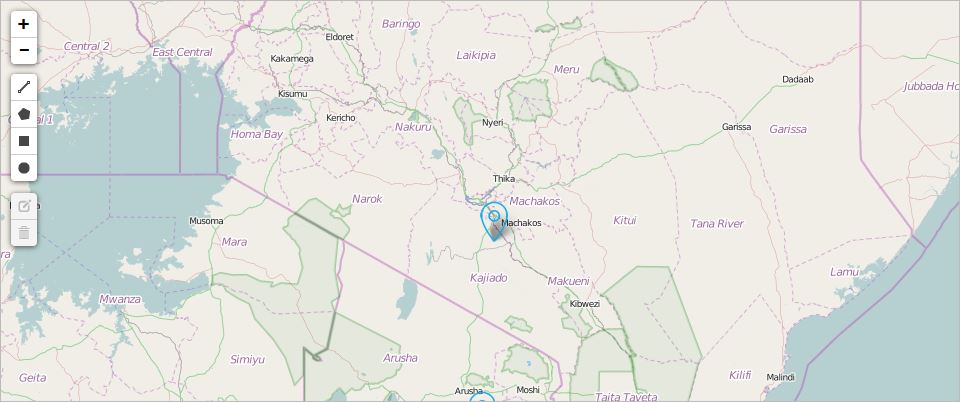 +
−
Baringo
Eldoret
Central 2
East Central
Kakamega
Laikipia
Meru
Dadaab
Kisumu
Kericho
Nakuru
Nyeri
Garissa
Garissa
Homa Bay
Thika
Narok
Machakos
Machakos
Musoma
Mara
Kitui
Tana River
Kajiado
Makueni
Lamu
Mwanza
Kibwezi
Simiyu
Arusha
Geita
Arusha
Moshi
Kilifi
Malindi
Taita Taveta